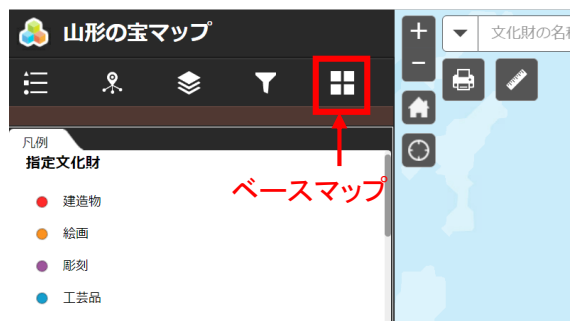 山形の宝マップ
文化財の名称
凡例
指定文化財
ベースマップ
建造物
絵画
彫刻
工芸品